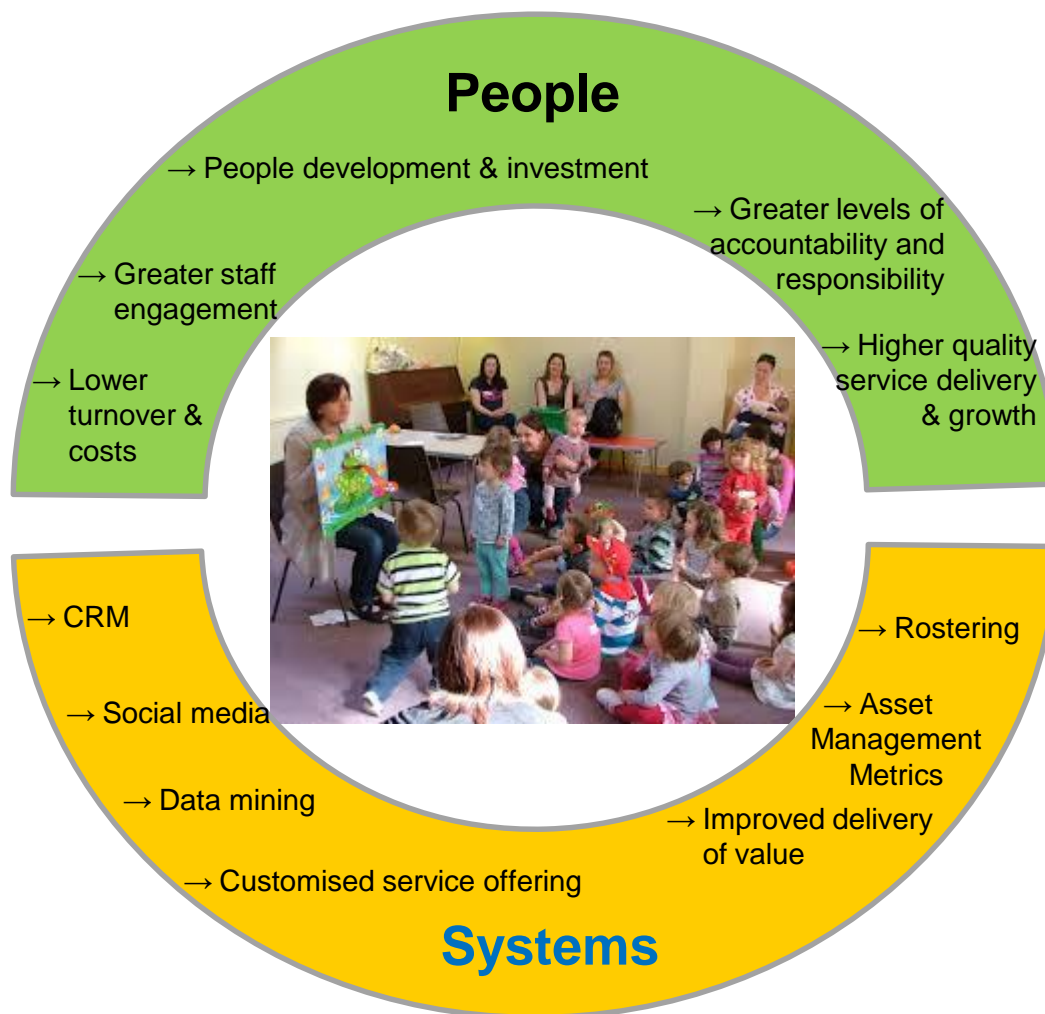 People
→ People development & investment
→ Greater levels of
accountability and
responsibility
→ Greater staff
engagement
→ Higher quality
service delivery
& growth
→ Lower
turnover &
costs
→ CRM
→ Rostering
→ Social media
→ Asset
Management
Metrics
→ Data mining
→ Improved delivery
of value
→ Customised service offering
Systems